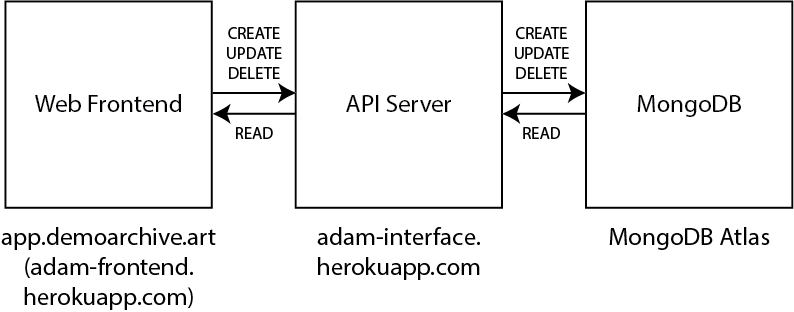 CREATE
UPDATE
DELETE
CREATE
UPDATE
DELETE
Web Frontend
API Server
MongoDB
READ
READ
app.demoarchive.art
(adam-frontend.
herokuapp.com)
adam-interface.
herokuapp.com
MongoDB Atlas